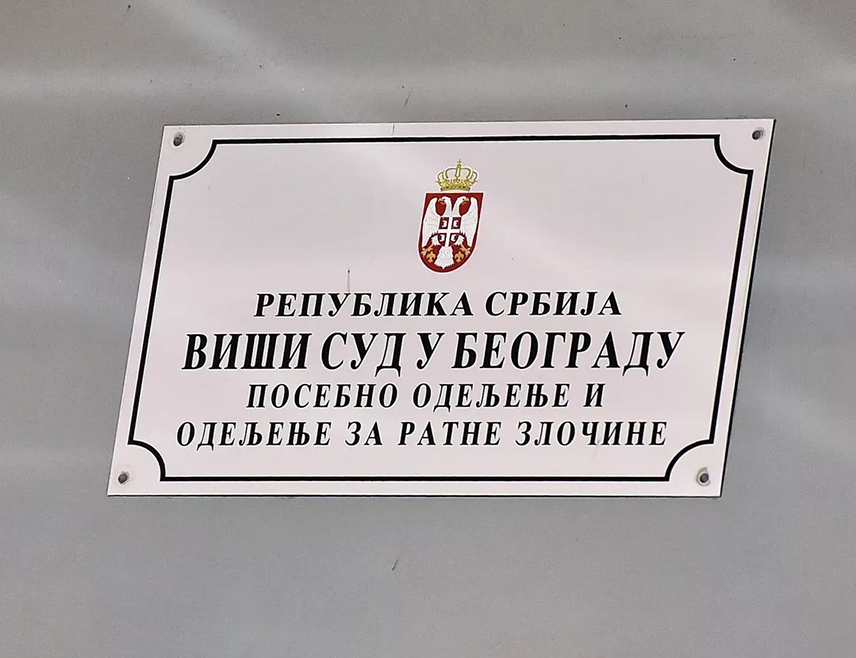 РЕПУБЛИКА СРБИЈА
ВИШИ СУД У БЕОГРАДУ
ПОСЕБНО ОДЕЉЕЊЕ И
ОДЕЉЕЊЕ ЗА РАТНЕ ЗЛОЧИНЕ